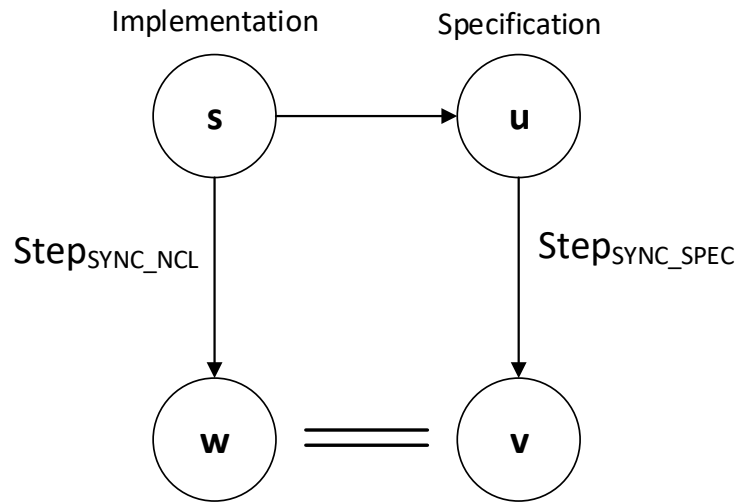 Implementation Specification
s u
StepSYNC_NCL StepSYNC_SPEC
w v